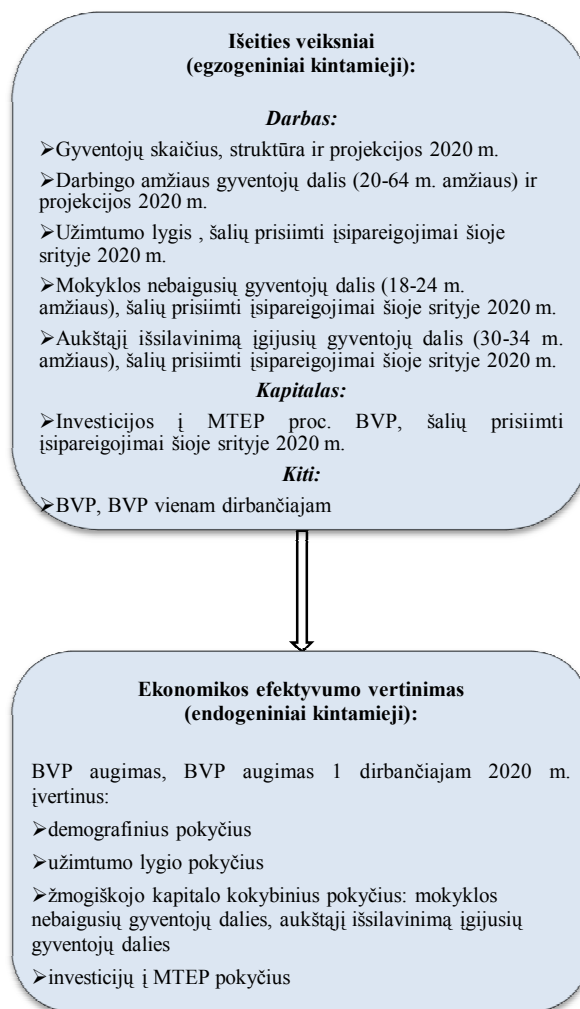 Išeities veiksniai
(egzogeniniai kintamieji):
Darbas:
➢Gyventojų skaičius, struktūra ir projekcijos 2020 m.
➢Darbingo amžiaus gyventojų dalis (20-64 m. amžiaus) ir
projekcijos 2020 m.
➢Užimtumo lygis , šalių prisiimti įsipareigojimai šioje
srityje 2020 m.
➢Mokyklos nebaigusių gyventojų dalis (18-24 m.
amžiaus), šalių prisiimti įsipareigojimai šioje srityje 2020 m.
➢Aukštąjį išsilavinimą įgijusių gyventojų dalis (30-34 m.
amžiaus), šalių prisiimti įsipareigojimai šioje srityje 2020 m.
Kapitalas:
➢Investicijos į MTEP proc. BVP, šalių prisiimti
įsipareigojimai šioje srityje 2020 m.
Kiti:
➢BVP, BVP vienam dirbančiajam
Ekonomikos efektyvumo vertinimas
(endogeniniai kintamieji):
BVP augimas, BVP augimas 1 dirbančiajam 2020 m.
įvertinus:
➢demografinius pokyčius
➢užimtumo lygio pokyčius
➢žmogiškojo kapitalo kokybinius pokyčius: mokyklos
nebaigusių gyventojų dalies, aukštąjį išsilavinimą įgijusių
gyventojų dalies
➢investicijų į MTEP pokyčius